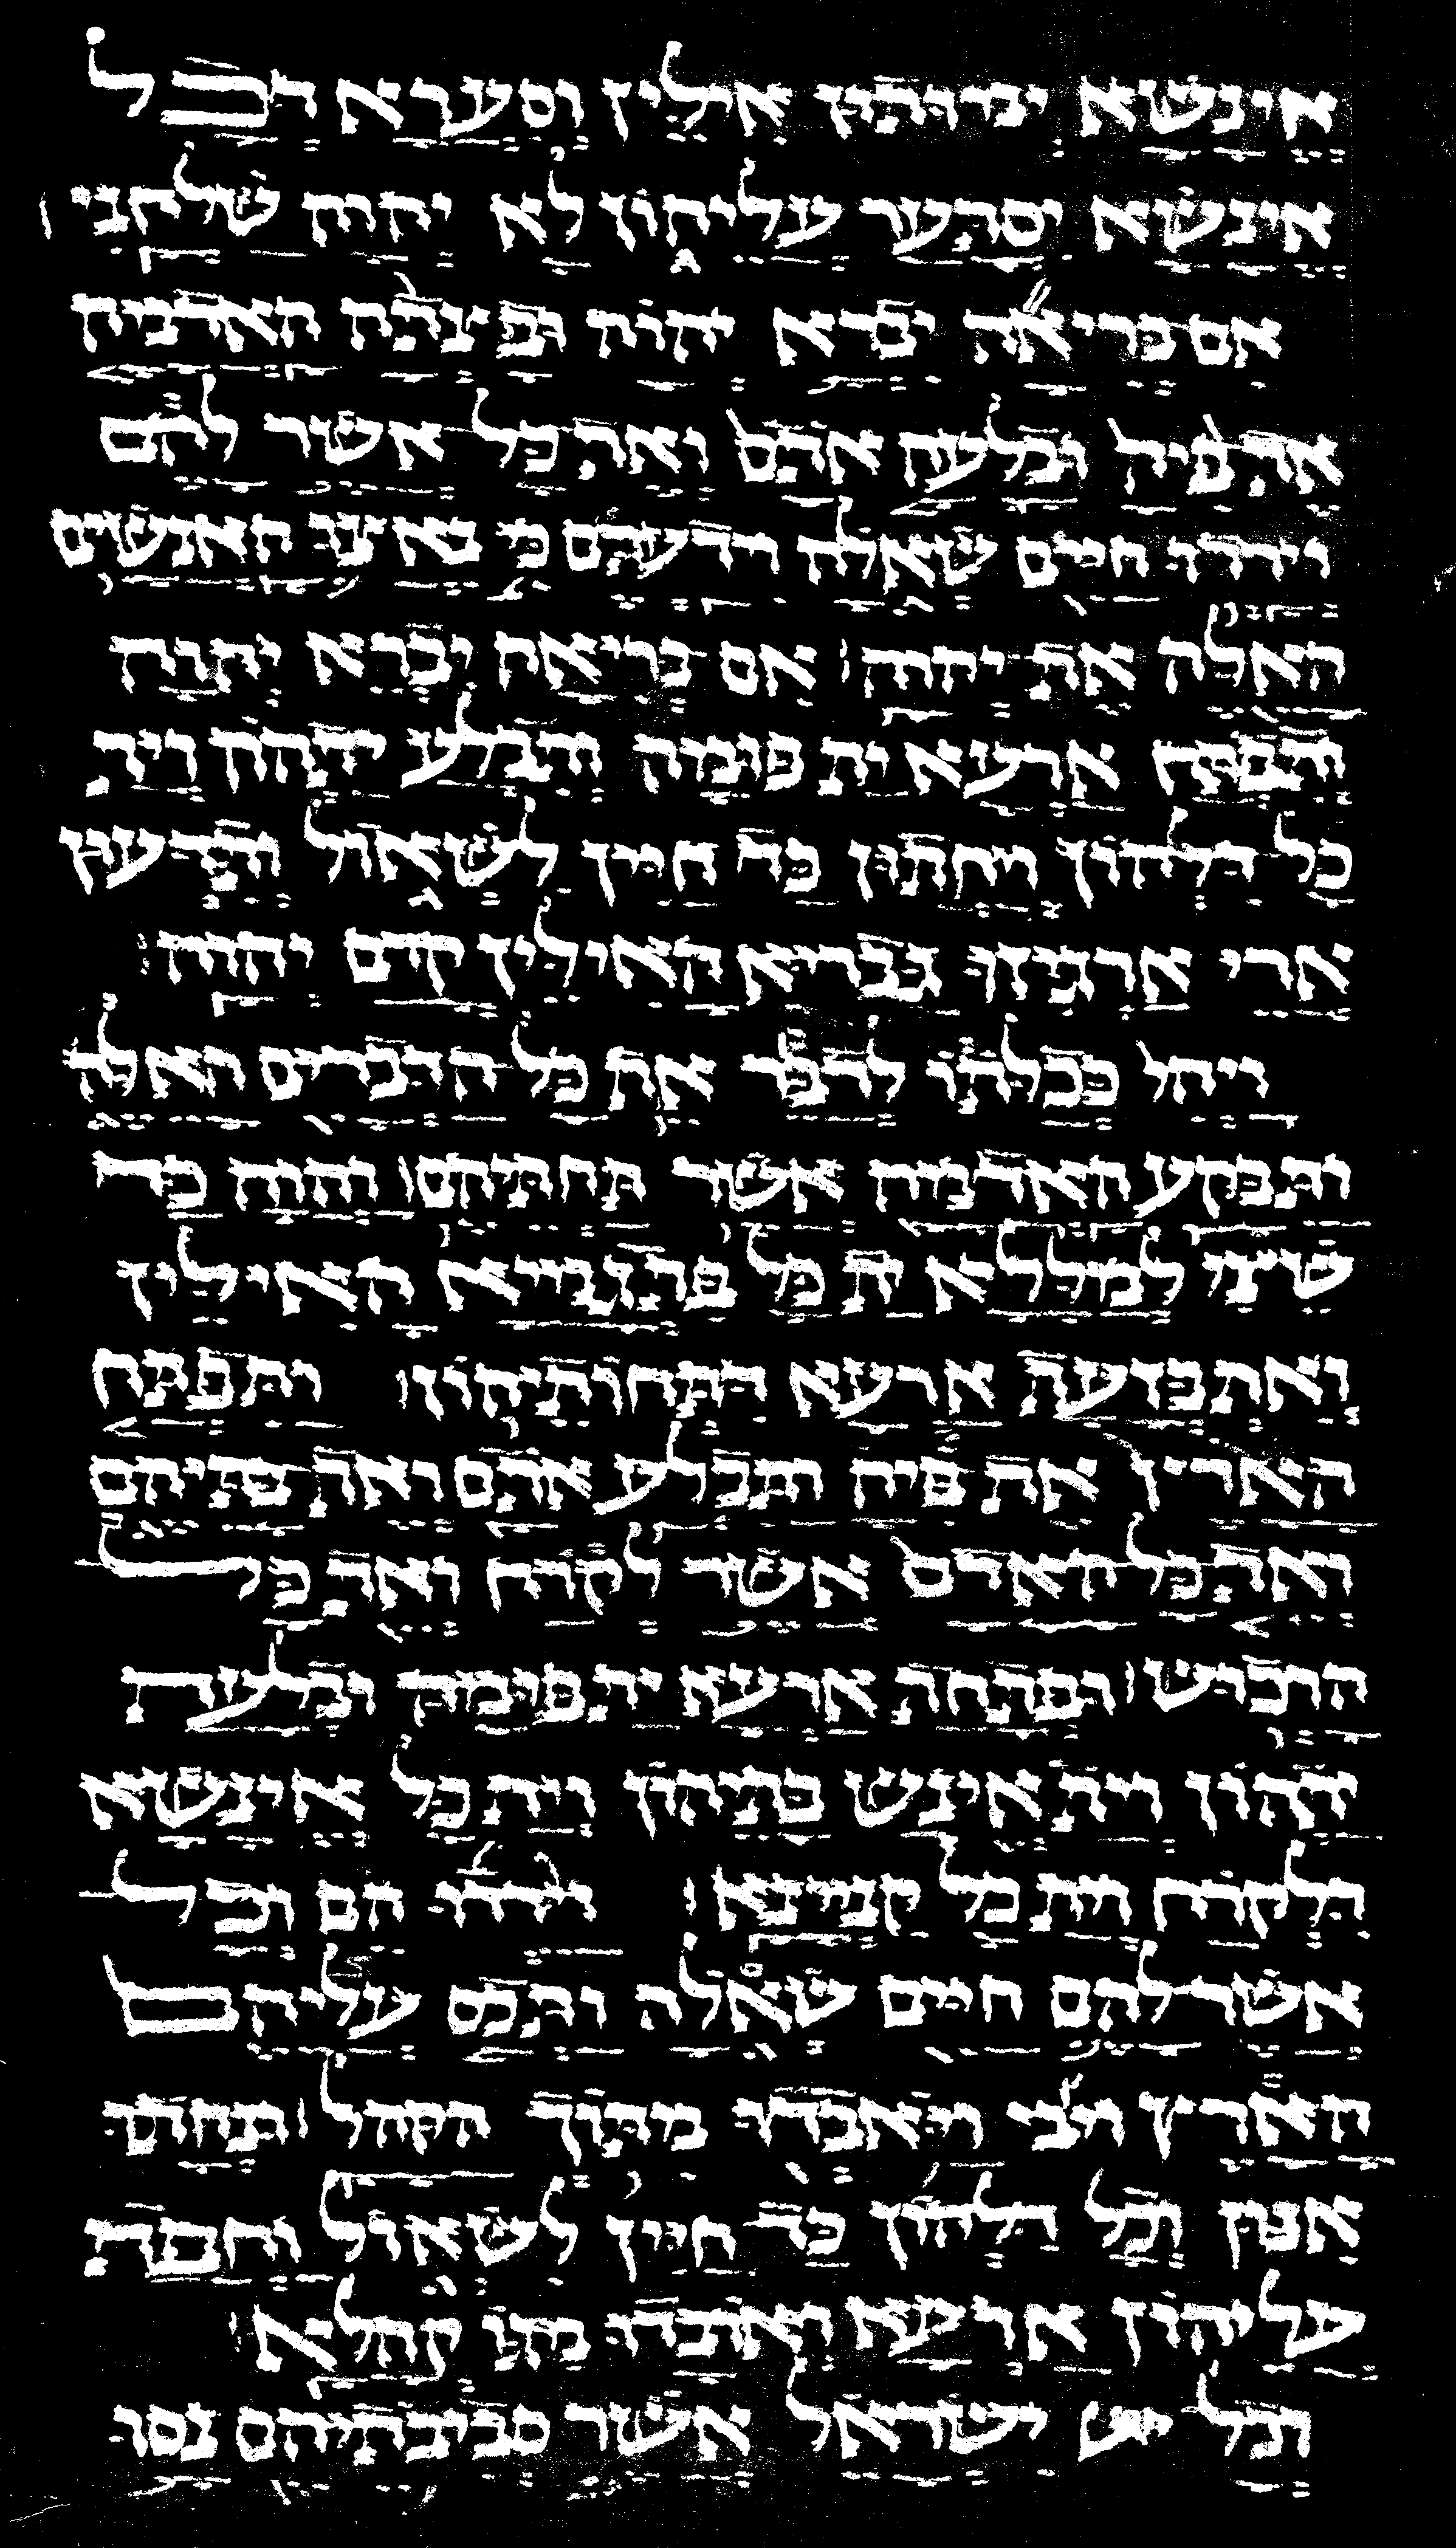 אינשא ימותון אילין וסערא דכל
אינשא יסתער עליהון לא יהוה שלחני
אם בריאה יברא יהוה ופצתה האדמה
את פיה ובלעה אתם ואת כל אשר להם
וירדו חיים שאלה וידעתם כי נאצו האנשים
האלה את יהוה אם בריאה יברא יהוה
ותפתח ארעא ית פומה ותבלע יתהון וית
כל דלהון ויחתון כד חיין לשאול ותדעון
ארי ארגיזו גבריא האילין קדם יהוה
ויהי ככלתו לדבר את כל הדברים האלה
ותבקע האדמה אשר תחתיהם והוה כד
שיצי למללא ית כל פתגמייא האילין
ואתבזעת ארעא דתחותיהון ותפתח
הארץ את פיה ותבלע אתם ואת בתיהם
ואת כל האדם אשר לקרח ואת כל
הרכוש ופתחת ארעא ית פומה ובלעת
יתהון וית אינש בתיהון וית כל אינשא
דלקרח וית כל קנינא וירדו הם וכל
אשר להם חיים שאלה ותכס עליהם
הארץ ויאבדו מתוך הקהל ונחתו
אנון וכל דלהון כד חיין לשאול וחפת
עליהון ארעא ואבדו מגו קהלא
וכל ישראל אשר סביבתיהם נסו